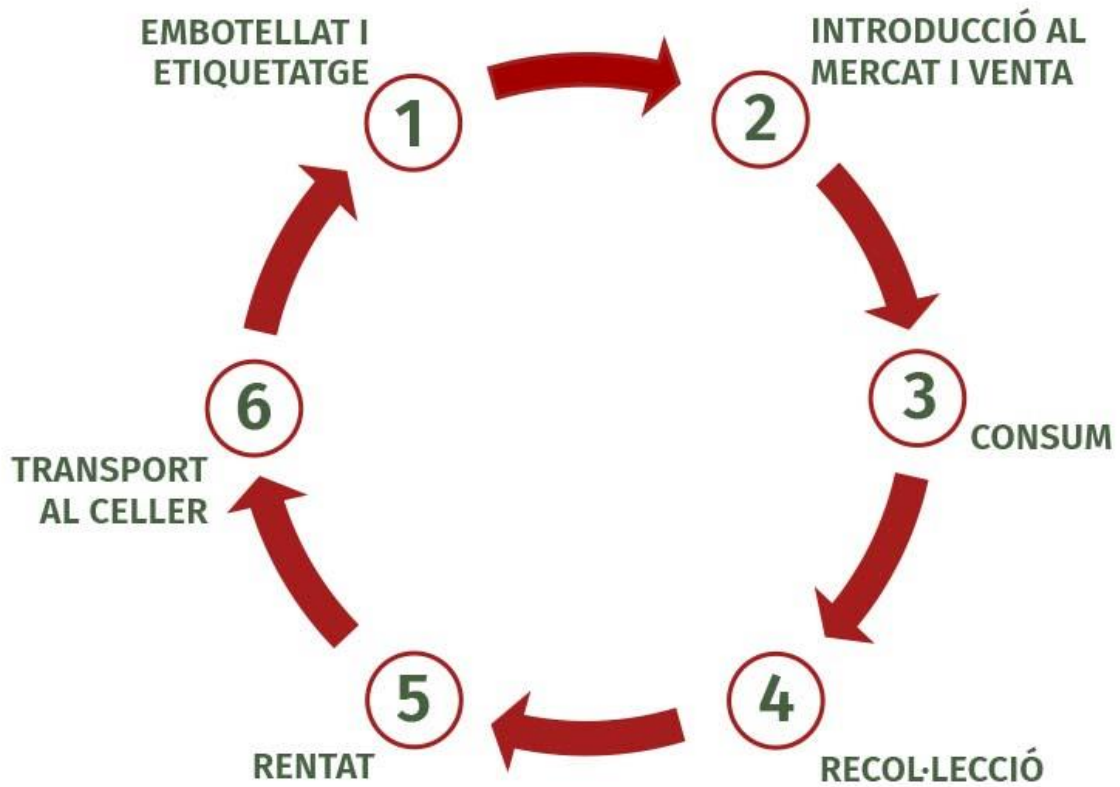 EMBOTELLAT I
ETIQUETATGE
1
INTRODUCCIÓ AL
MERCAT I VENTA
2
3
CONSUM
4
RECOL·LECCIÓ
5
RENTAT
6
TRANSPORT
AL CELLER